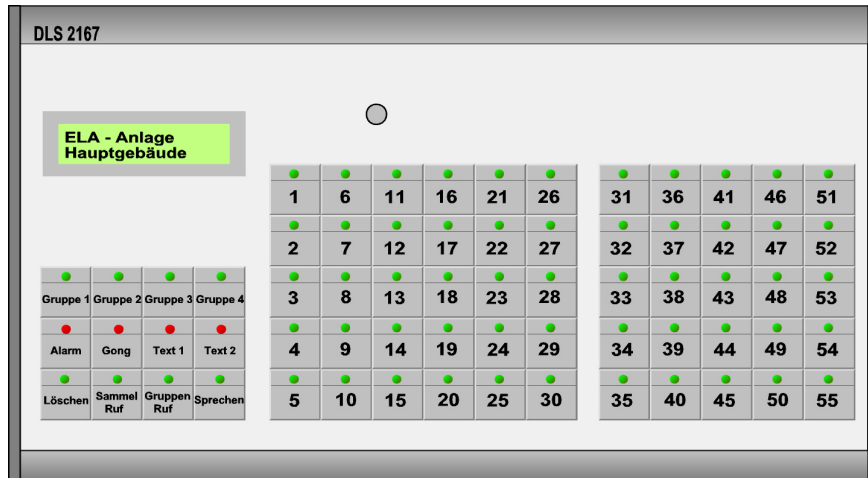 DLS 2167
ELA - Anlage
Hauptgebäude
1 6 11 16 21 26 31 36 41 46 51
2 7 12 17 22 27 32 37 42 47 52
Gruppe 1 Gruppe 2 Gruppe 3 Gruppe 4 3 8 13 18 23 28 33 38 43 48 53
Alarm Gong Text 1 Text 2 4 9 14 19 24 29 34 39 44 49 54
Löschen Sammel Ruf Gruppen Ruf Sprechen 5 10 15 20 25 30 35 40 45 50 55